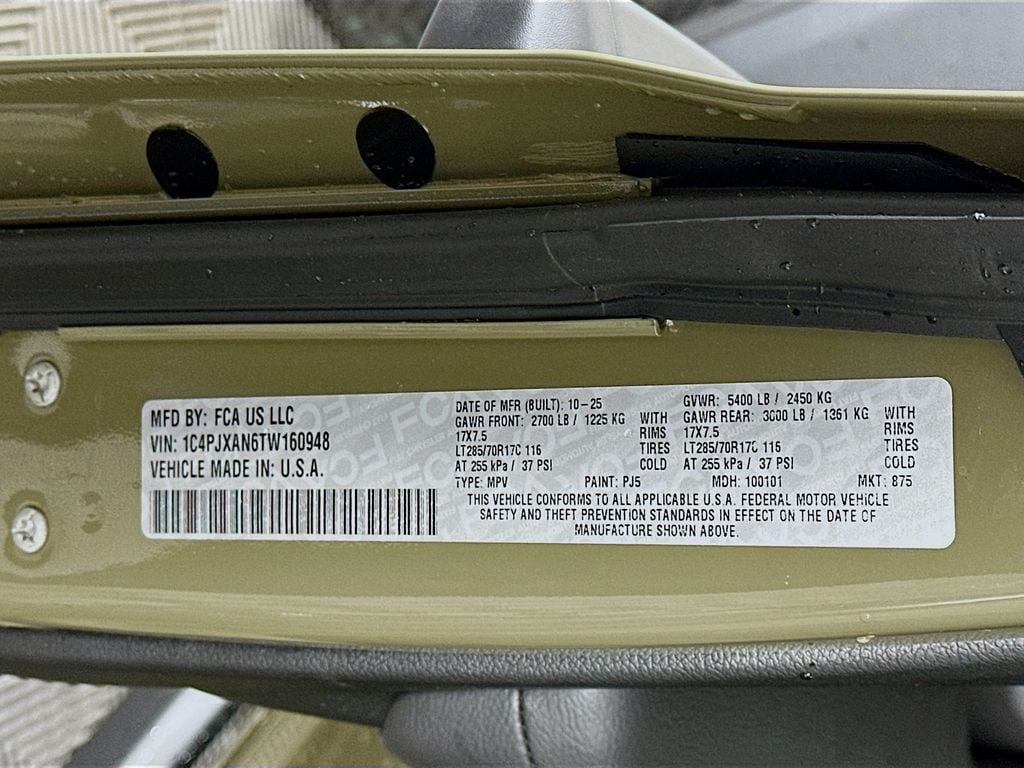 MFD BY: FCA US LLC
VIN: 1C4PJXAN6TW160948
VEHICLE MADE IN: U.S.A.
DATE OF MFR (BUILT): 10-25
GAWR FRONT: 2700 LB / 1225 KG WITH
17X7.5 RIMS
LT285/70R17C 116 TIRES
AT 255 kPa / 37 PSI COLD
GVWR: 5400 LB / 2450 KG
GAWR REAR: 3000 LB / 1361 KG WITH
17X7.5 RIMS
LT285/70R17C 116 TIRES
AT 255 kPa / 37 PSI COLD
TYPE: MPV PAINT: PJ5 MDH: 100101 MKT: 875
THIS VEHICLE CONFORMS TO ALL APPLICABLE U.S.A. FEDERAL MOTOR VEHICLE
SAFETY AND THEFT PREVENTION STANDARDS IN EFFECT ON THE DATE OF
MANUFACTURE SHOWN ABOVE.